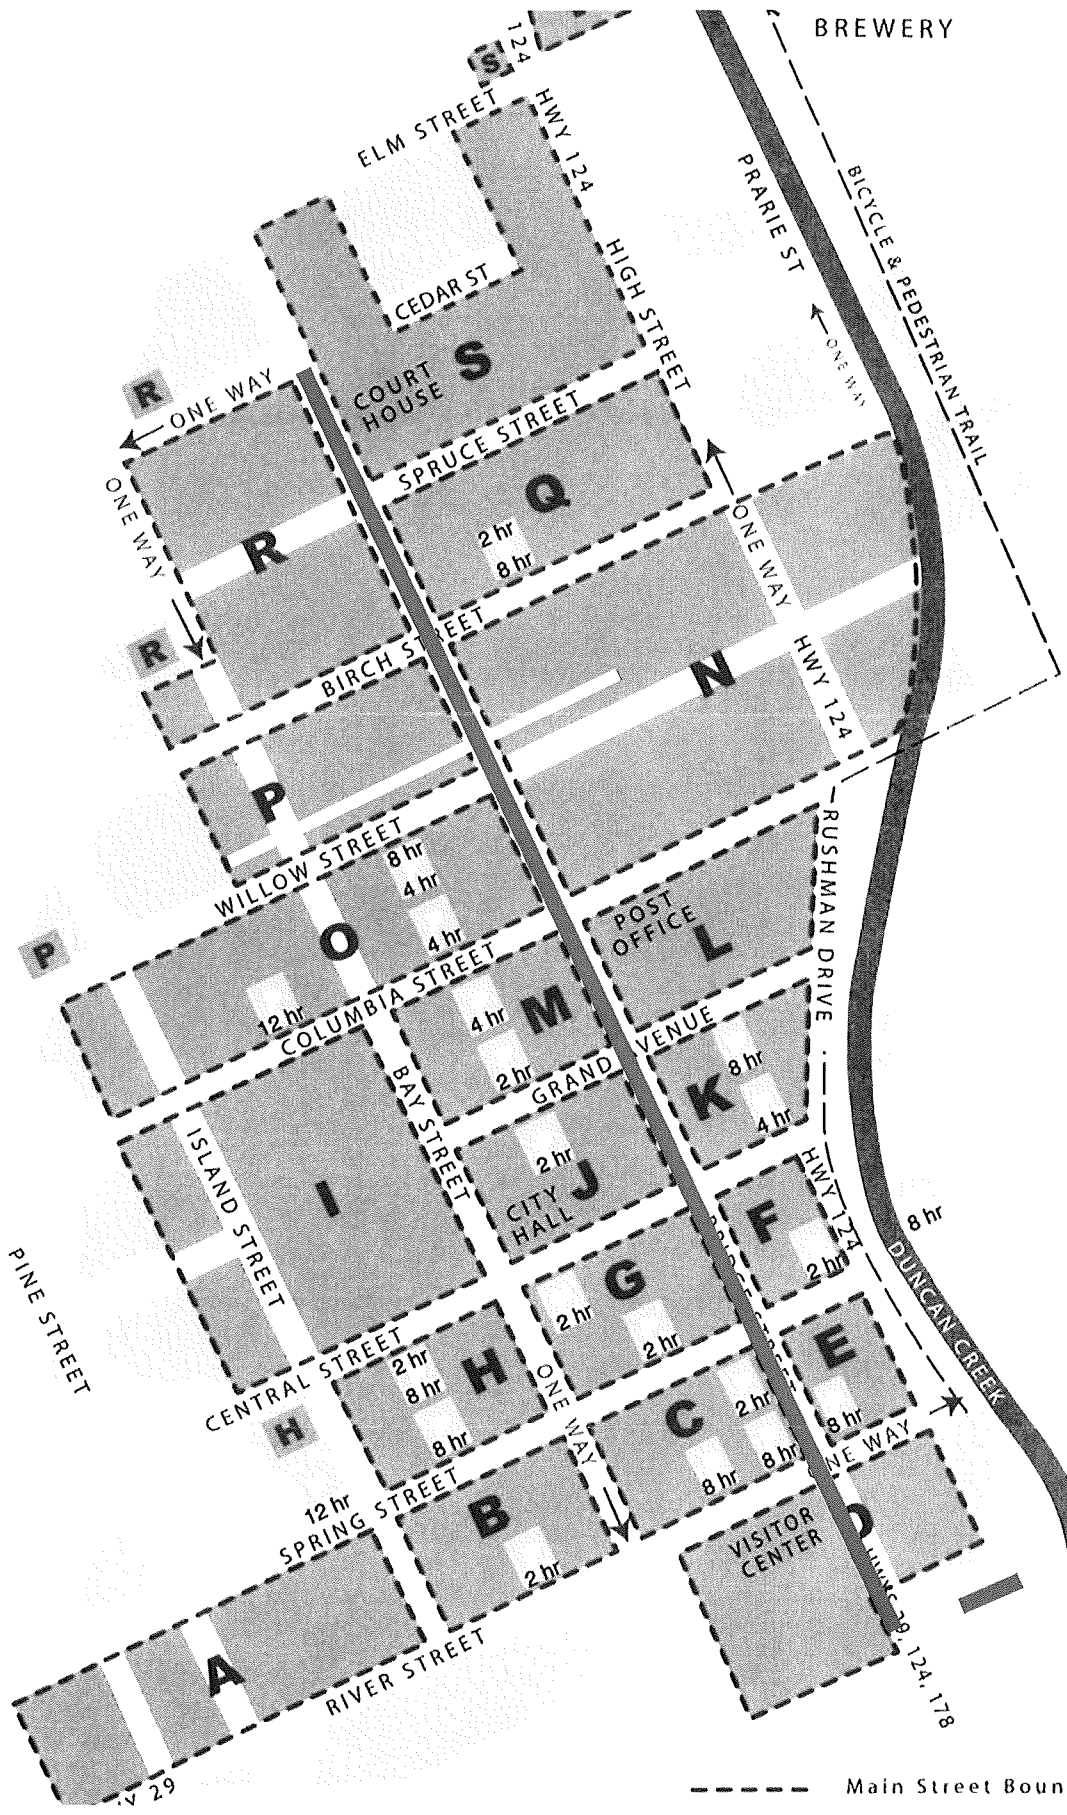 BREWERY
124
S
ELM STREET
HWY 124
PRARIE ST
BICYCLE & PEDESTRIAN TRAIL
HIGH STREET
CEDAR ST
ONE WAY
COURT
HOUSE
S
R
ONE WAY
SPRUCE STREET
ONE WAY
Q
2 hr
8 hr
ONE WAY
R
BIRCH STREET
R
N
HWY 124
P
WILLOW STREET
RUSHMAN DRIVE
8 hr
4 hr
O
4 hr
POST
OFFICE
L
P
12 hr
COLUMBIA STREET
4 hr
M
2 hr
GRAND AVENUE
8 hr
K
4 hr
BAY STREET
ISLAND STREET
I
2 hr
J
CITY
HALL
HWY 124
F
2 hr
8 hr
DUNCAN CREEK
PINE STREET
G
2 hr
2 hr
CENTRAL STREET
2 hr
8 hr
H
8 hr
H
ONE WAY
E
8 hr
C
2 hr
8 hr
8 hr
ONE WAY
12 hr
SPRING STREET
B
2 hr
VISITOR
CENTER
D
HWYS 29, 124, 178
A
RIVER STREET
29
Main Street Boun